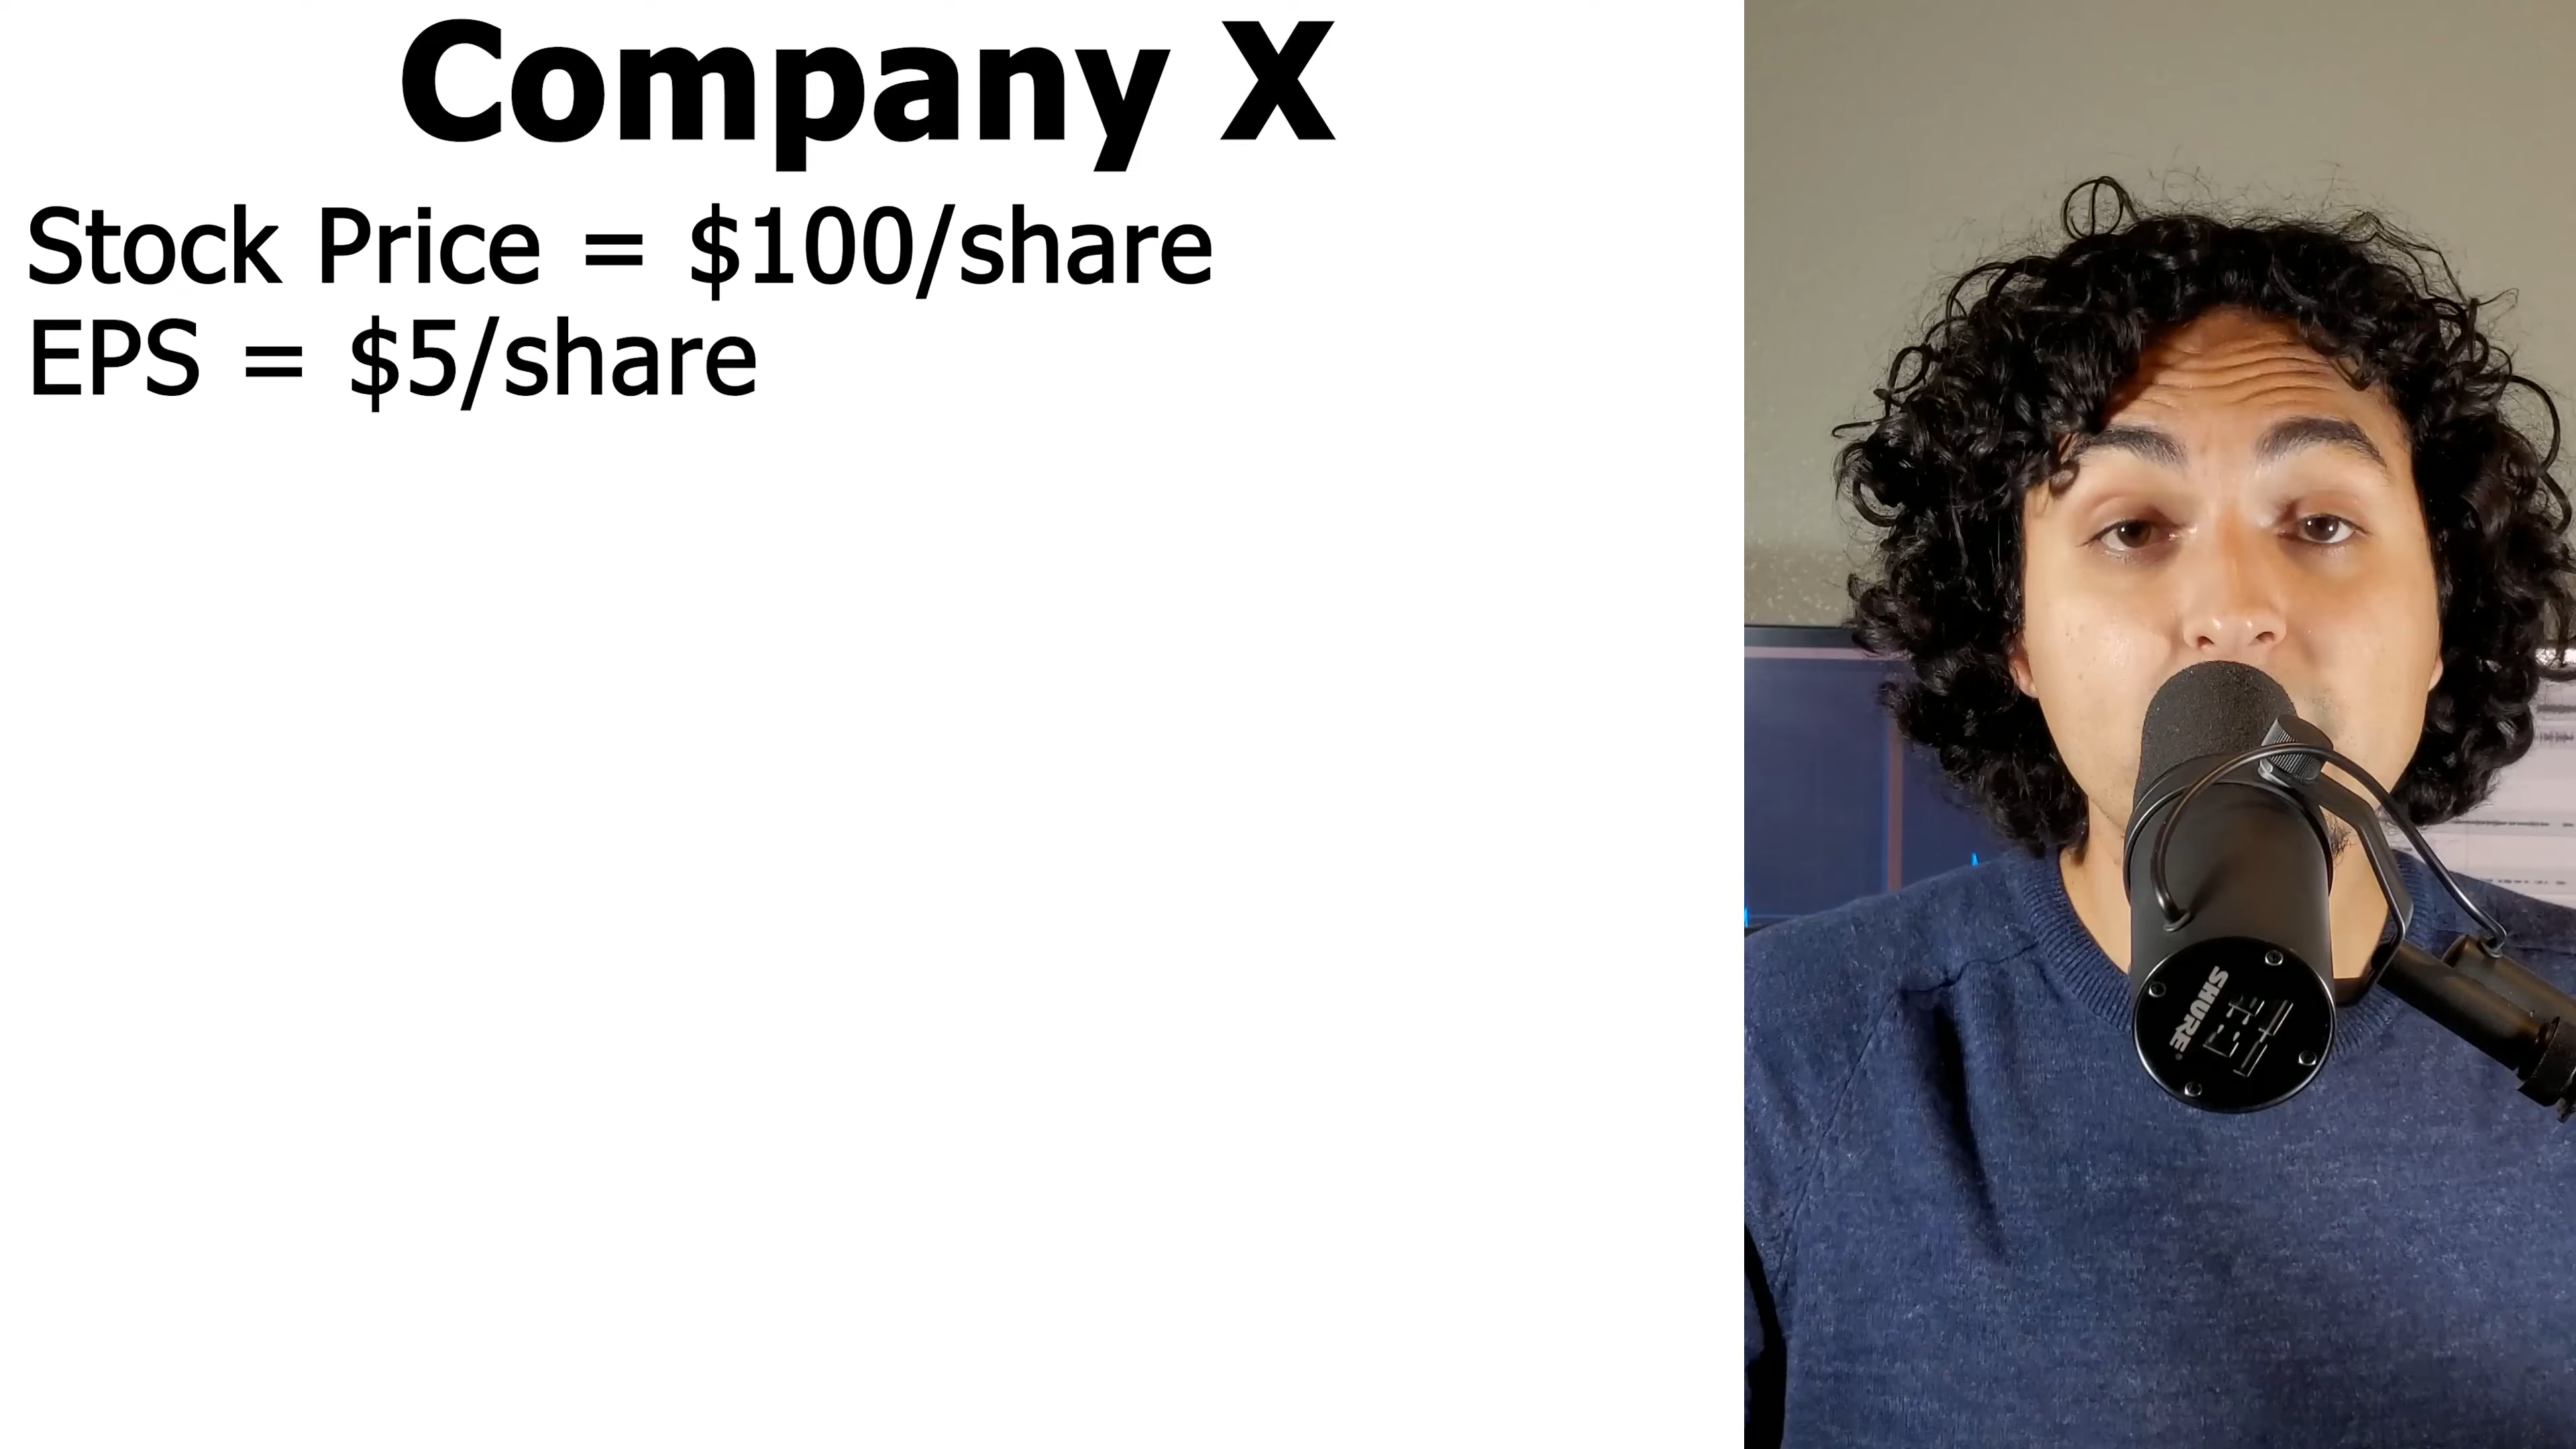 Company X
Stock Price = $100/share
EPS = $5/share
SHURE